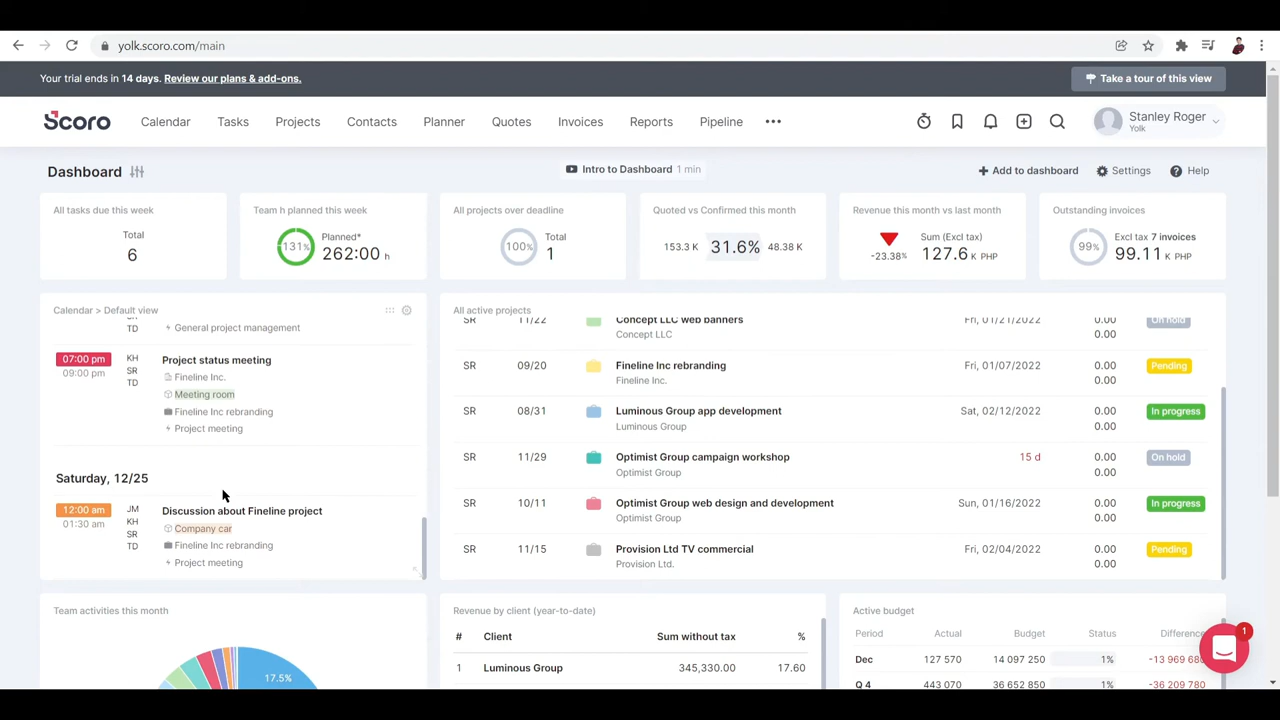 yolk.scoro.com/main
Your trial ends in 14 days. Review our plans & add-ons.
Take a tour of this view
Scoro
Calendar Tasks Projects Contacts Planner Quotes Invoices Reports Pipeline •••
Stanley Roger
Yolk
Dashboard
Intro to Dashboard 1 min
+ Add to dashboard Settings ? Help
All tasks due this week
Total
6
Team h planned this week
131%
Planned*
262:00 h
All projects over deadline
100%
Total
1
Quoted vs Confirmed this month
153.3 K 31.6% 48.38 K
Revenue this month vs last month
-23.38%
Sum (Excl tax)
127.6 K PHP
Outstanding invoices
99%
Excl tax 7 invoices
99.11 K PHP
Calendar > Default view
SR
TD
General project management
07:00 pm
09:00 pm
KH
SR
TD
Project status meeting
Fineline Inc.
Meeting room
Fineline Inc rebranding
Project meeting
Saturday, 12/25
12:00 am
01:30 am
JM
KH
SR
TD
Discussion about Fineline project
Company car
Fineline Inc rebranding
Project meeting
All active projects
SR 11/22 Concept LLC web banners Fri, 01/21/2022 0.00 On hold
Concept LLC 0.00
SR 09/20 Fineline Inc rebranding Fri, 01/07/2022 0.00 Pending
Fineline Inc. 0.00
SR 08/31 Luminous Group app development Sat, 02/12/2022 0.00 In progress
Luminous Group 0.00
SR 11/29 Optimist Group campaign workshop 15 d 0.00 On hold
Optimist Group 0.00
SR 10/11 Optimist Group web design and development Sun, 01/16/2022 0.00 In progress
Optimist Group 0.00
SR 11/15 Provision Ltd TV commercial Fri, 02/04/2022 0.00 Pending
Provision Ltd. 0.00
Team activities this month
17.5%
Revenue by client (year-to-date)
# Client Sum without tax %
1 Luminous Group 345,330.00 17.60
Active budget
Period Actual Budget Status Difference
Dec 127 570 14 097 250 1% -13 969 680
Q 4 443 070 36 652 850 1% -36 209 780
1